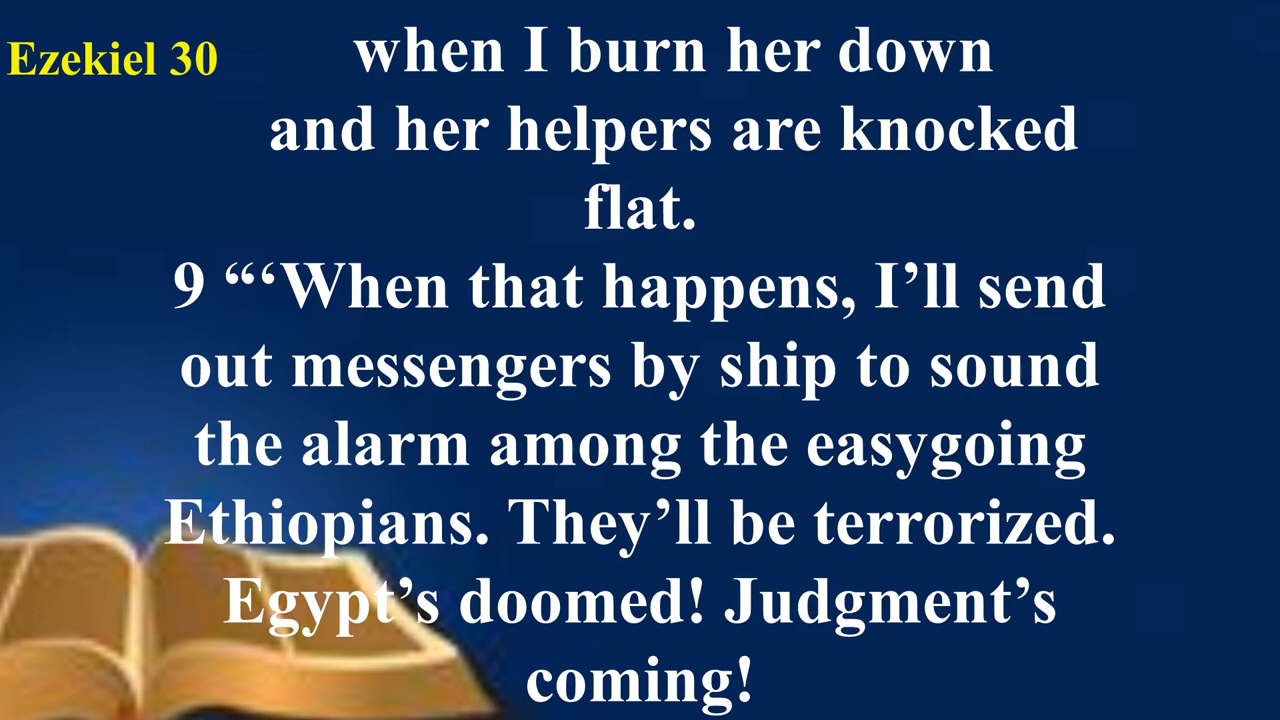 Ezekiel 30
when I burn her down
and her helpers are knocked
flat.
9 “‘When that happens, I’ll send
out messengers by ship to sound
the alarm among the easygoing
Ethiopians. They’ll be terrorized.
Egypt’s doomed! Judgment’s
coming!